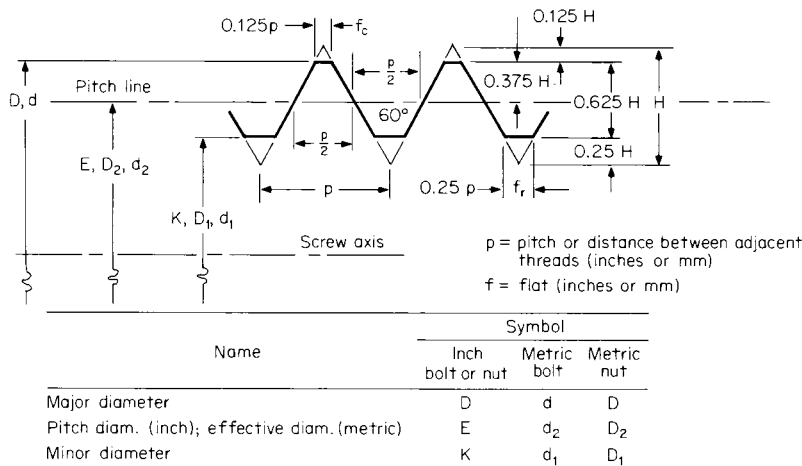 0.125p
f_c
0.125 H
Pitch line
p/2
0.375 H
D, d
60°
0.625 H
H
p/2
0.25 H
E, D₂, d₂
p
0.25 p
f_r
K, D₁, d₁
Screw axis
p = pitch or distance between adjacent
threads (inches or mm)
f = flat (inches or mm)
Symbol
Name
Inch
bolt or nut
Metric
bolt
Metric
nut
Major diameter D d D
Pitch diam. (inch); effective diam. (metric) E d₂ D₂
Minor diameter K d₁ D₁